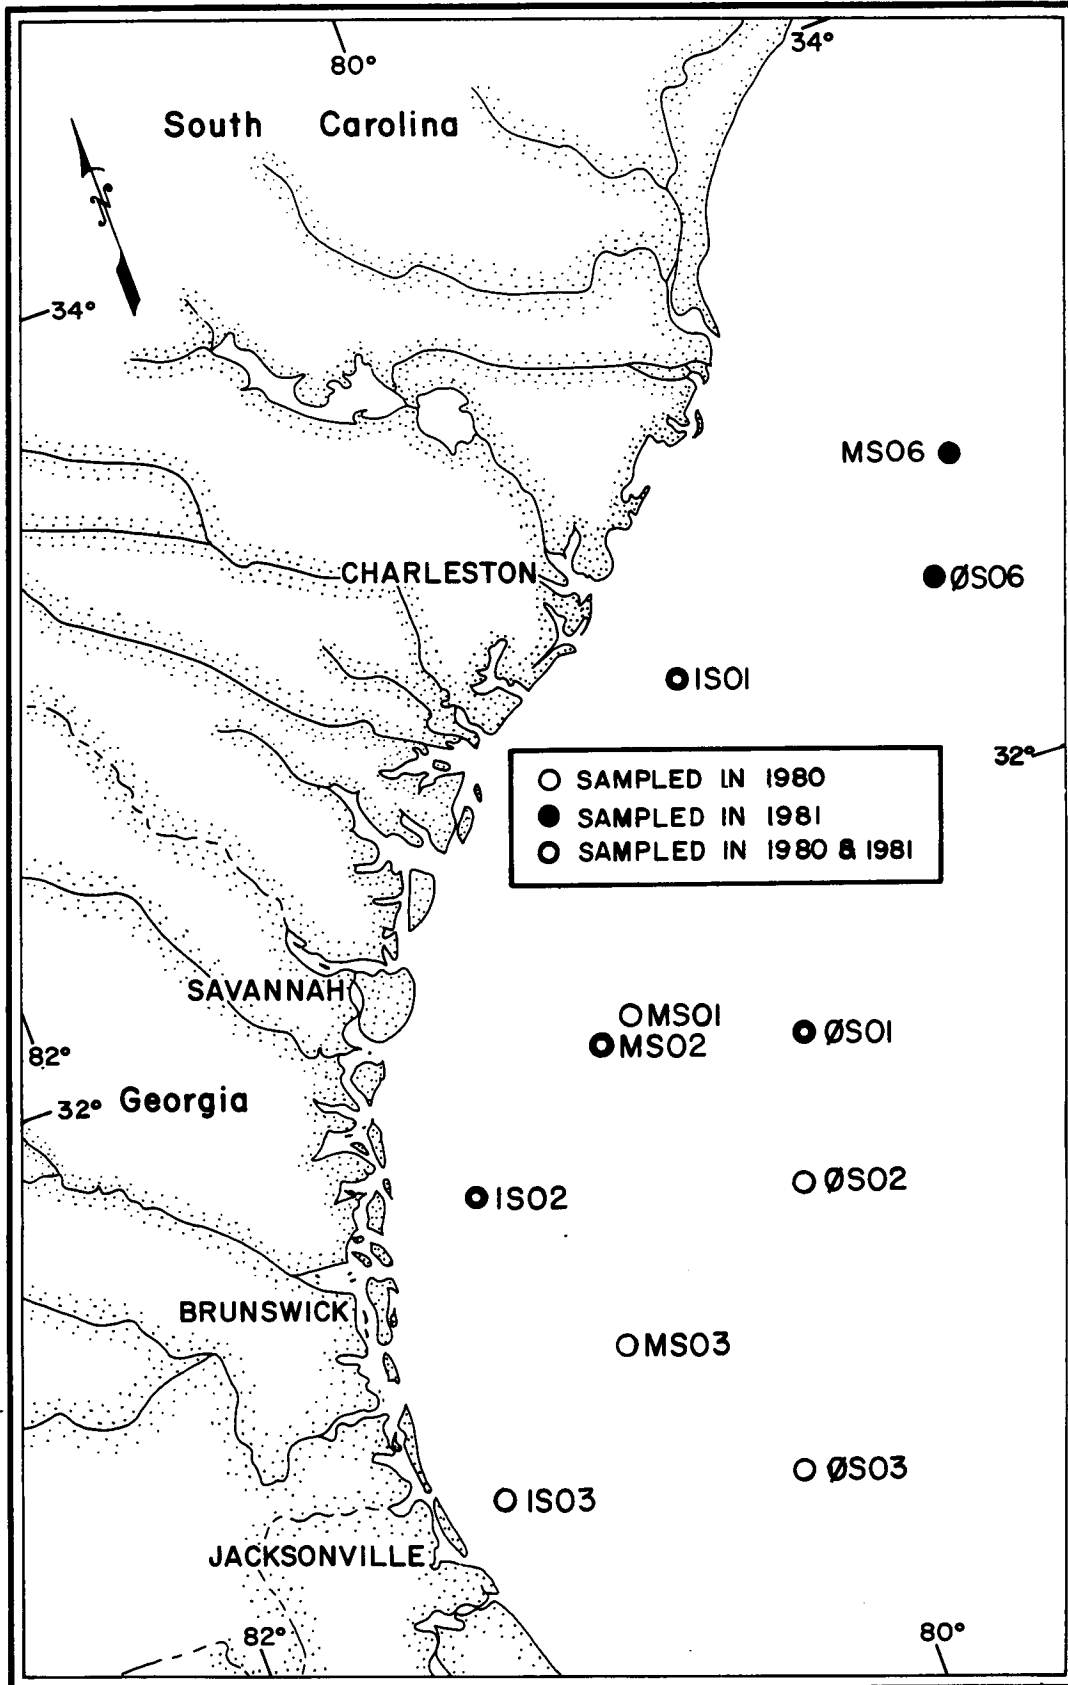 80°
34°
South Carolina
N
34°
MS06
CHARLESTON
ØS06
IS01
32°
SAMPLED IN 1980
SAMPLED IN 1981
SAMPLED IN 1980 & 1981
SAVANNAH
MS01
ØS01
MS02
82°
32°
Georgia
ØS02
IS02
BRUNSWICK
MS03
ØS03
IS03
JACKSONVILLE
82°
80°